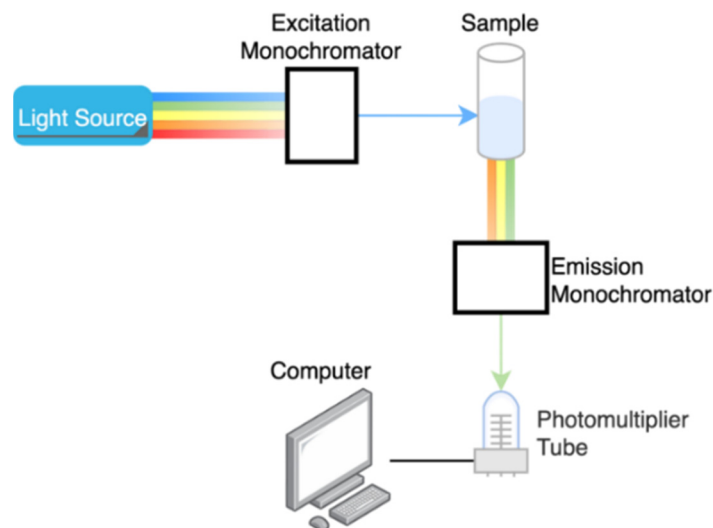 Excitation
Monochromator
Sample
Light Source
Emission
Monochromator
Computer
Photomultiplier
Tube